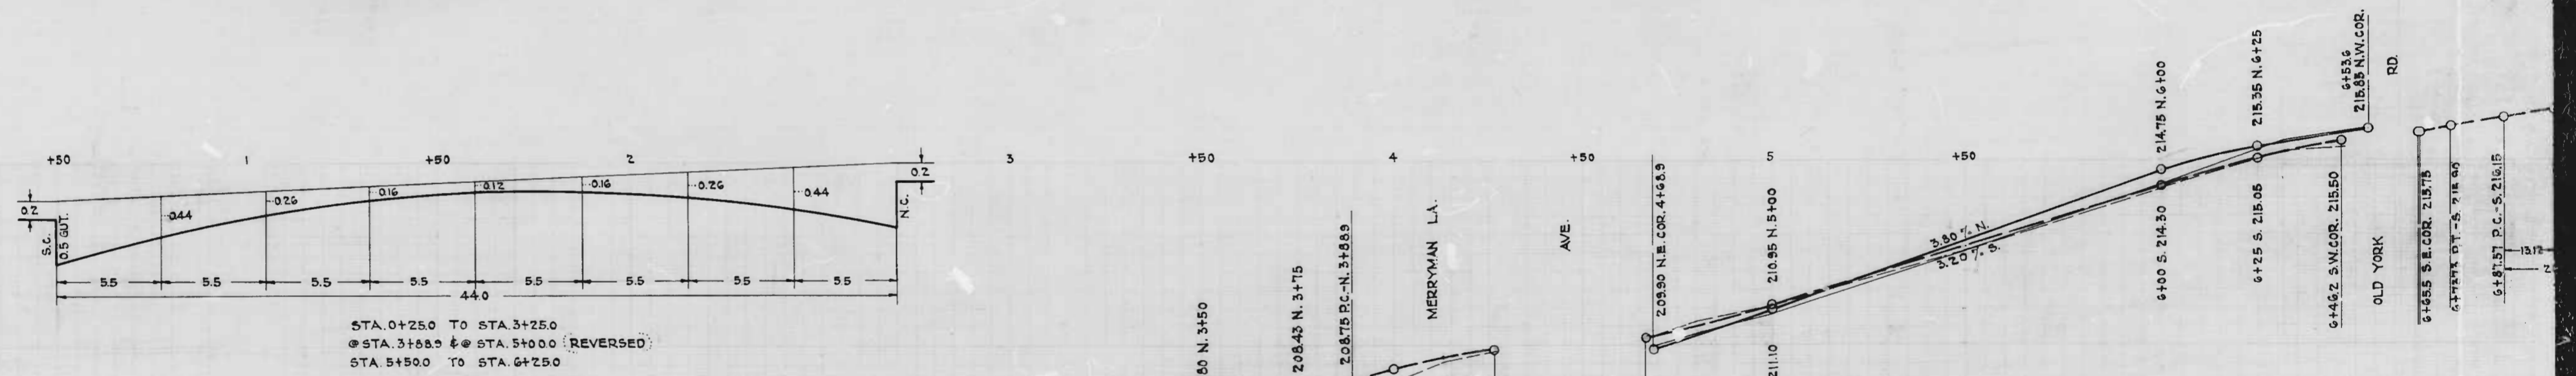 +50 1 +50 2 3 +50 4 +50 5 +50
0.2
S.C.
0.5 GUT.
0.44 0.26 0.16 0.12 0.16 0.26 0.44
0.2
N.C.
5.5 5.5 5.5 5.5 5.5 5.5 5.5 5.5
44.0
STA. 0+25.0 TO STA. 3+25.0
@ STA. 3+88.9 & @ STA. 5+00.0 (REVERSED)
STA. 5+50.0 TO STA. 6+25.0
80 N. 3+50
208.43 N. 3+75
208.75 P.C.-N. 3+88.9
MERRYMAN LA.
AVE.
209.90 N.E. COR. 4+68.9
210.95 N. 5+00
211.10
3.80 % N.
3.20 % S.
214.75 N. 6+00
6+00 S. 214.30
215.35 N. 6+25
6+25 S. 215.05
6+53.6
215.83 N.W. COR.
6+46.2 S.W. COR. 215.50
OLD YORK
RD.
6+65.5 S.E. COR. 215.75
P.T.-S.
6+87.57 P.C.-S. 216.15
13.12
2